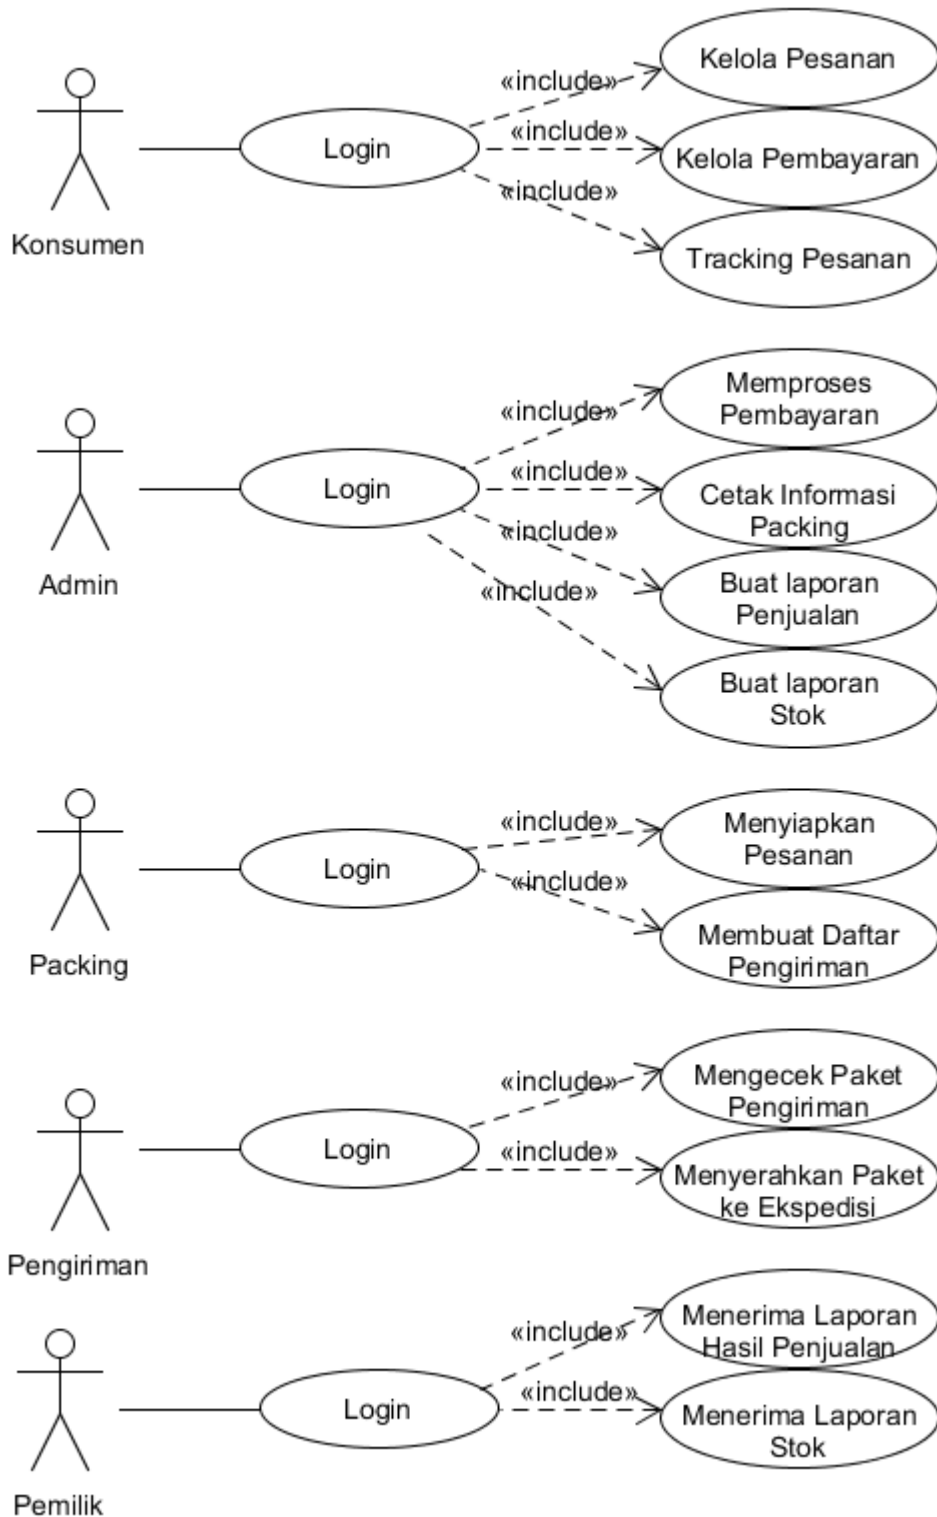 Kelola Pesanan
«include»
«include»
Login
Kelola Pembayaran
«include»
Konsumen
Tracking Pesanan
Memproses
Pembayaran
«include»
«include»
Login
Cetak Informasi
Packing
«include»
Admin
«include»
Buat laporan
Penjualan
Buat laporan
Stok
«include»
Menyiapkan
Pesanan
Login
«include»
Packing
Membuat Daftar
Pengiriman
«include»
Mengecek Paket
Pengiriman
Login
«include»
Menyerahkan Paket
ke Ekspedisi
Pengiriman
«include»
Menerima Laporan
Hasil Penjualan
«include»
Login
Menerima Laporan
Stok
Pemilik